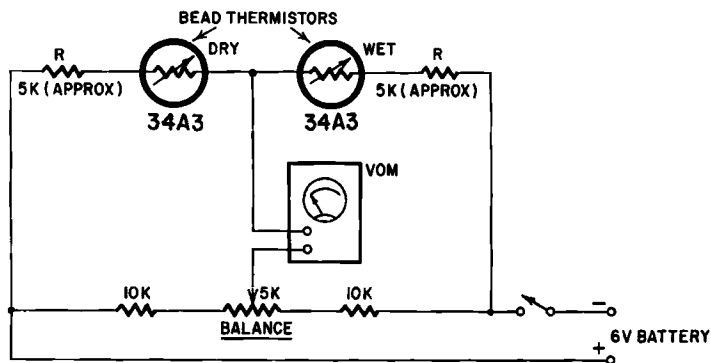 BEAD THERMISTORS
R
DRY
WET
R
5K (APPROX)
5K (APPROX)
34A3
34A3
VOM
10K
5K
10K
BALANCE
−
+
6V BATTERY